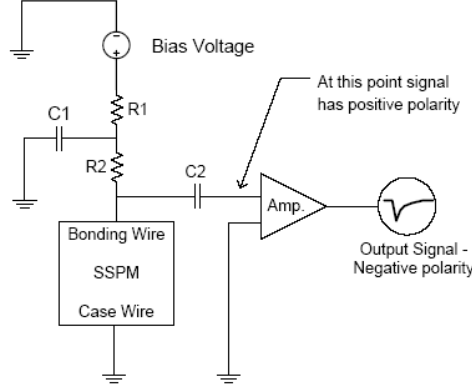 Bias Voltage
At this point signal
has positive polarity
C1
R1
R2
C2
Amp.
Bonding Wire
SSPM
Case Wire
Output Signal -
Negative polarity